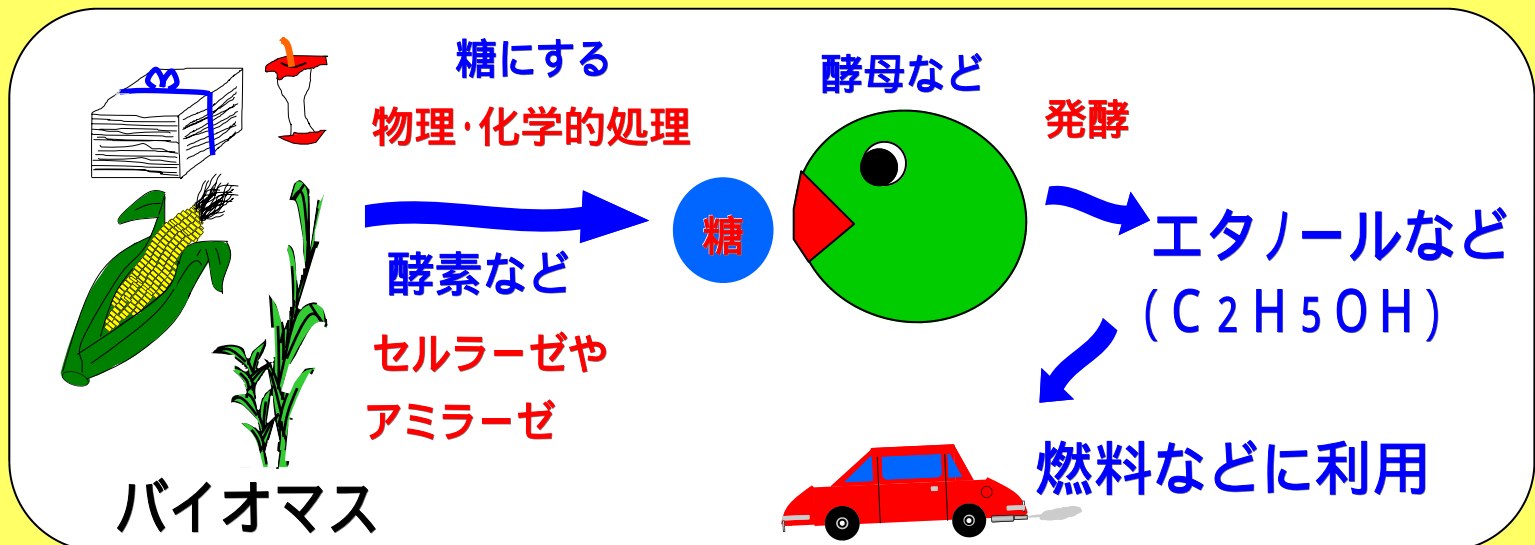 糖にする
物理･化学的処理
酵素など
セルラーゼや
アミラーゼ
バイオマス
糖
酵母など
発酵
エタノールなど
(C2H5OH)
燃料などに利用